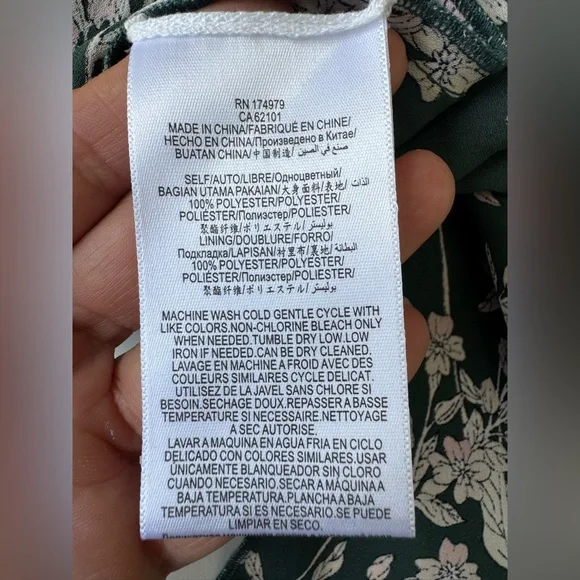 RN 174979
CA 62101
MADE IN CHINA/FABRIQUÉ EN CHINE/
HECHO EN CHINA/Произведено в Китае/
BUATAN CHINA/中国制造/صنع في الصين
SELF/AUTO/LIBRE/Одноцветный/
BAGIAN UTAMA PAKAIAN/大身面料/表地/الذات
100% POLYESTER/POLYESTER/
POLIÉSTER/Полиэстер/POLIESTER/
聚酯纤维/ポリエステル/بوليستر
LINING/DOUBLURE/FORRO/
Подкладка/LAPISAN/衬里布/裏地/البطانة
100% POLYESTER/POLYESTER/
POLIÉSTER/Полиэстер/POLIESTER/
聚酯纤维/ポリエステル/بوليستر
MACHINE WASH COLD GENTLE CYCLE WITH
LIKE COLORS.NON-CHLORINE BLEACH ONLY
WHEN NEEDED.TUMBLE DRY LOW.LOW
IRON IF NEEDED.CAN BE DRY CLEANED.
LAVAGE EN MACHINE A FROID AVEC DES
COULEURS SIMILAIRES CYCLE DELICAT.
UTILISEZ DE LA JAVEL SANS CHLORE SI
BESOIN.SECHAGE DOUX.REPASSER A BASSE
TEMPERATURE SI NECESSAIRE.NETTOYAGE
A SEC AUTORISE.
LAVAR A MAQUINA EN AGUA FRIA EN CICLO
DELICADO CON COLORES SIMILARES.USAR
ÚNICAMENTE BLANQUEADOR SIN CLORO
CUANDO NECESARIO.SECAR A MÁQUINA A
BAJA TEMPERATURA.PLANCHA A BAJA
TEMPERATURA SI ES NECESARIO.SE PUEDE
LIMPIAR EN SECO.